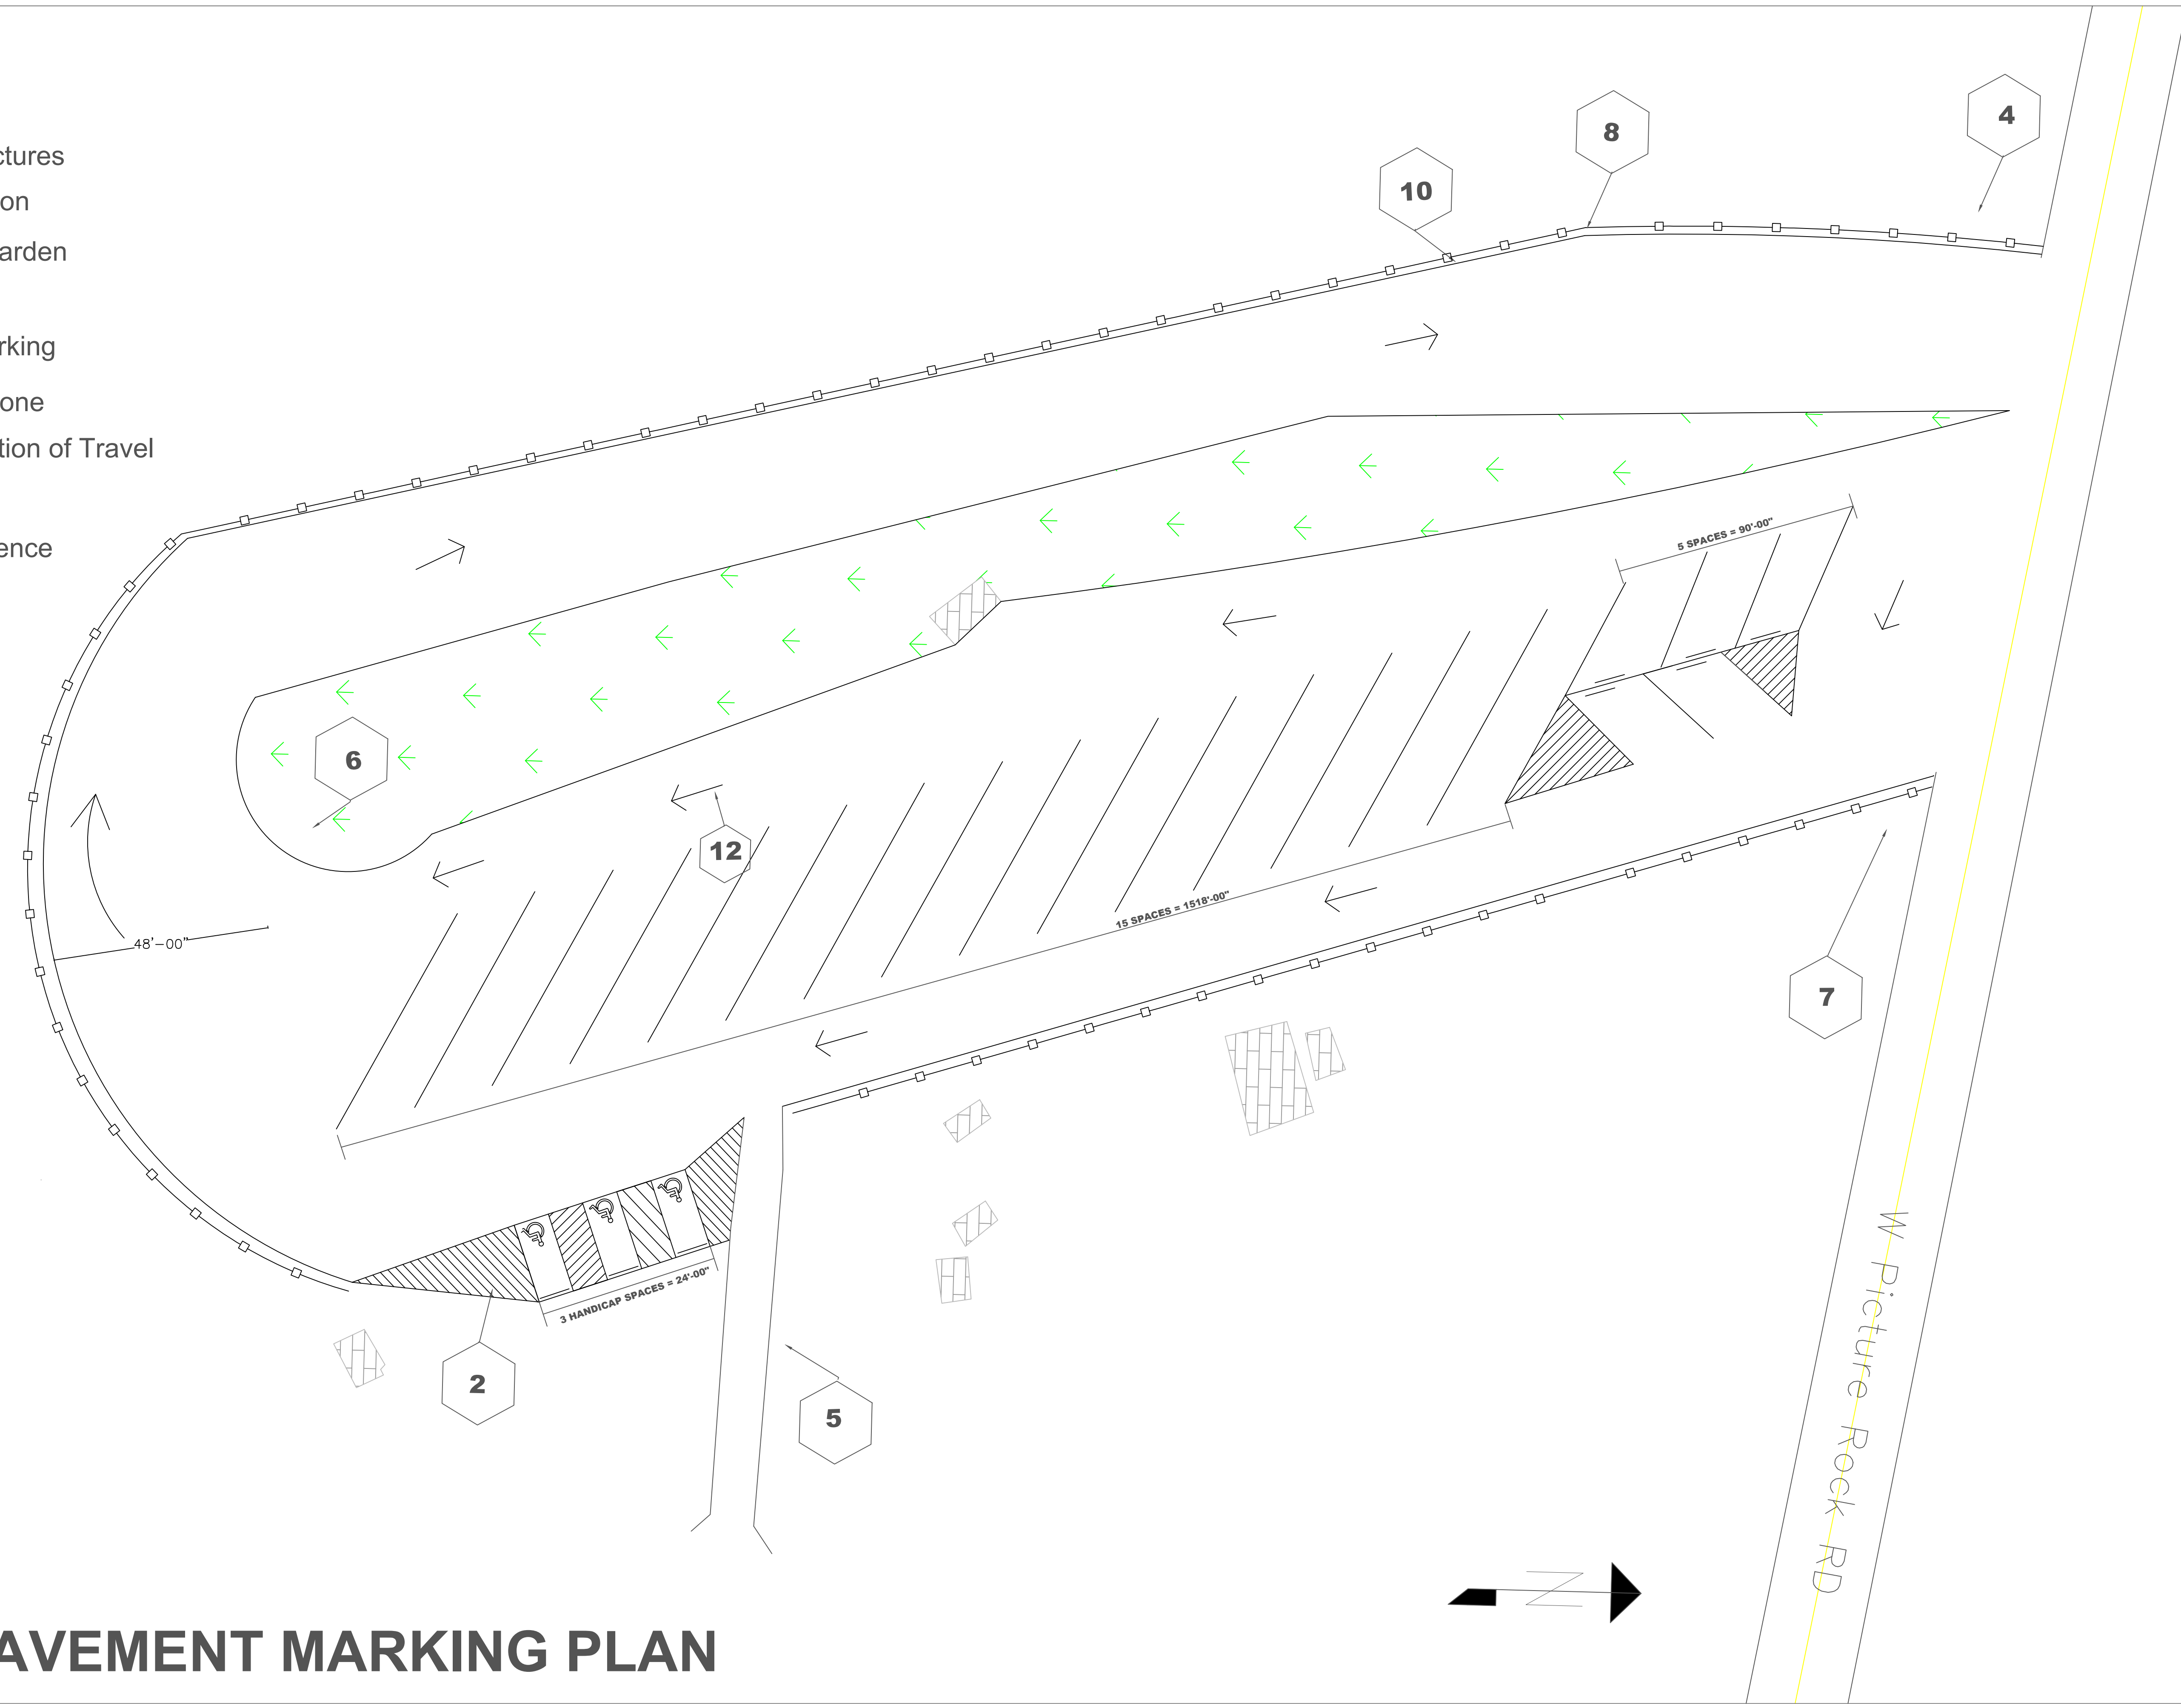 ctures
on
arden
rking
one
tion of Travel
ence
10
8
4
5 SPACES = 90'-00"
6
12
15 SPACES = 1518'-00"
48'-00"
7
3 HANDICAP SPACES = 24'-00"
2
5
W Picture Rock RD
N
AVEMENT MARKING PLAN